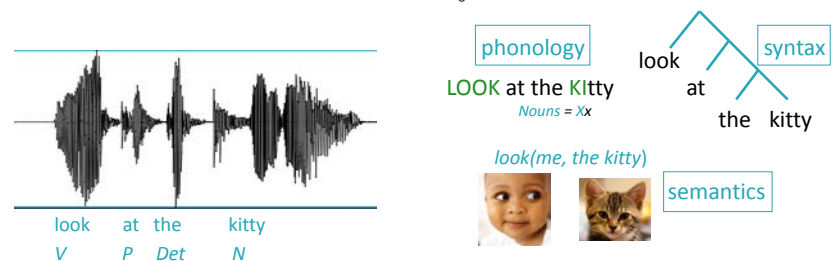 look at the kitty
V P Det N
phonology
LOOK at the KItty
Nouns = Xx
look
at
the kitty
syntax
look(me, the kitty)
semantics